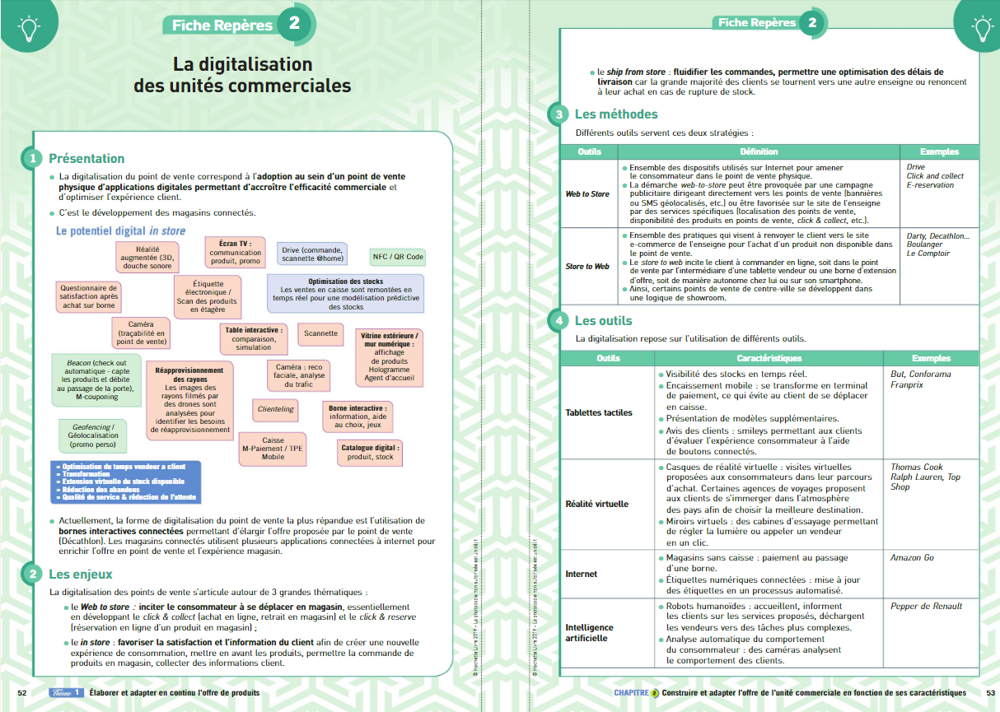 Fiche Repères 2
La digitalisation
des unités commerciales
1 Présentation
• La digitalisation du point de vente correspond à l'adoption au sein d'un point de vente
physique d'applications digitales permettant d'accroître l'efficacité commerciale et
d'optimiser l'expérience client.
• C'est le développement des magasins connectés.
Le potentiel digital in store
Réalité
augmentée (3D,
douche sonore
Écran TV :
communication
produit, promo
Drive (commande,
scannette @home)
NFC / QR Code
Questionnaire de
satisfaction après
achat sur borne
Étiquette
électronique /
Scan des produits
en étagère
Optimisation des stocks
Les ventes en caisse sont remontées en
temps réel pour une modélisation prédictive
des stocks
Caméra
(traçabilité en
point de vente)
Table interactive :
comparaison,
simulation
Scannette
Vitrine extérieure /
mur numérique :
affichage
de produits
Hologramme
Agent d'accueil
Beacon (check out
automatique - capte
les produits et débite
au passage de la porte),
M-couponing
Réapprovisionnement
des rayons
Les images des
rayons filmés par
des drones sont
analysées pour
identifier les besoins
de réapprovisionnement
Caméra : reco
faciale, analyse
du trafic
Clienteling
Borne interactive :
information, aide
au choix, jeux
Geofencing /
Géolocalisation
(promo perso)
Caisse
M-Paiement / TPE
Mobile
Catalogue digital :
produit, stock
» Optimisation du temps vendeur a client
» Transformation
» Extension virtuelle du stock disponible
» Réduction des abandons
» Qualité de service & réduction de l'attente
• Actuellement, la forme de digitalisation du point de vente la plus répandue est l'utilisation de
bornes interactives connectées permettant d'élargir l'offre proposée par le point de vente
(Décathlon). Les magasins connectés utilisent plusieurs applications connectées à internet pour
enrichir l'offre en point de vente et l'expérience magasin.
2 Les enjeux
La digitalisation des points de vente s'articule autour de 3 grandes thématiques :
• le Web to store : inciter le consommateur à se déplacer en magasin, essentiellement
en développant le click & collect (achat en ligne, retrait en magasin) et le click & reserve
(réservation en ligne d'un produit en magasin) ;
• le in store : favoriser la satisfaction et l'information du client afin de créer une nouvelle
expérience de consommation, mettre en avant les produits, permettre la commande de
produits en magasin, collecter des informations client.
© Hachette Livre 2019 – La photocopie non autorisée est un délit
52 Thème 1 Élaborer et adapter en continu l'offre de produits
Fiche Repères 2
• le ship from store : fluidifier les commandes, permettre une optimisation des délais de
livraison car la grande majorité des clients se tournent vers une autre enseigne ou renoncent
à leur achat en cas de rupture de stock.
3 Les méthodes
Différents outils servent ces deux stratégies :
Outils Définition Exemples
Web to Store
• Ensemble des dispositifs utilisés sur Internet pour amener
le consommateur dans le point de vente physique.
• La démarche web-to-store peut être provoquée par une campagne
publicitaire dirigeant directement vers les points de vente (bannières
ou SMS géolocalisés, etc.) ou être favorisée sur le site de l'enseigne
par des services spécifiques (localisation des points de vente,
disponibilité des produits en points de vente, click & collect, etc.).
Drive
Click and collect
E-reservation
Store to Web
• Ensemble des pratiques qui visent à renvoyer le client vers le site
e-commerce de l'enseigne pour l'achat d'un produit non disponible dans
le point de vente.
• Le store to web incite le client à commander en ligne, soit dans le point
de vente par l'intermédiaire d'une tablette vendeur ou une borne d'extension
d'offre, soit de manière autonome chez lui ou sur son smartphone.
• Ainsi, certains points de vente de centre-ville se développent dans
une logique de showroom.
Darty, Decathlon...
Boulanger
Le Comptoir
4 Les outils
La digitalisation repose sur l'utilisation de différents outils.
Outils Caractéristiques Exemples
Tablettes tactiles
• Visibilité des stocks en temps réel.
• Encaissement mobile : se transforme en terminal
de paiement, ce qui évite au client de se déplacer
en caisse.
• Présentation de modèles supplémentaires.
• Avis des clients : smileys permettant aux clients
d'évaluer l'expérience consommateur à l'aide
de boutons connectés.
But, Conforama
Franprix
Réalité virtuelle
• Casques de réalité virtuelle : visites virtuelles
proposées aux consommateurs dans leur parcours
d'achat. Certaines agences de voyages proposent
aux clients de s'immerger dans l'atmosphère
des pays afin de choisir la meilleure destination.
• Miroirs virtuels : des cabines d'essayage permettant
de régler la lumière ou appeler un vendeur
en un clic.
Thomas Cook
Ralph Lauren, Top
Shop
Internet
• Magasins sans caisse : paiement au passage
d'une borne.
• Étiquettes numériques connectées : mise à jour
des étiquettes en un processus automatisé.
Amazon Go
Intelligence
artificielle
• Robots humanoïdes : accueillent, informent
les clients sur les services proposés, déchargent
les vendeurs vers des tâches plus complexes.
• Analyse automatique du comportement
du consommateur : des caméras analysent
le comportement des clients.
Pepper de Renault
© Hachette Livre 2019 – La photocopie non autorisée est un délit
CHAPITRE 2 Construire et adapter l'offre de l'unité commerciale en fonction de ses caractéristiques 53